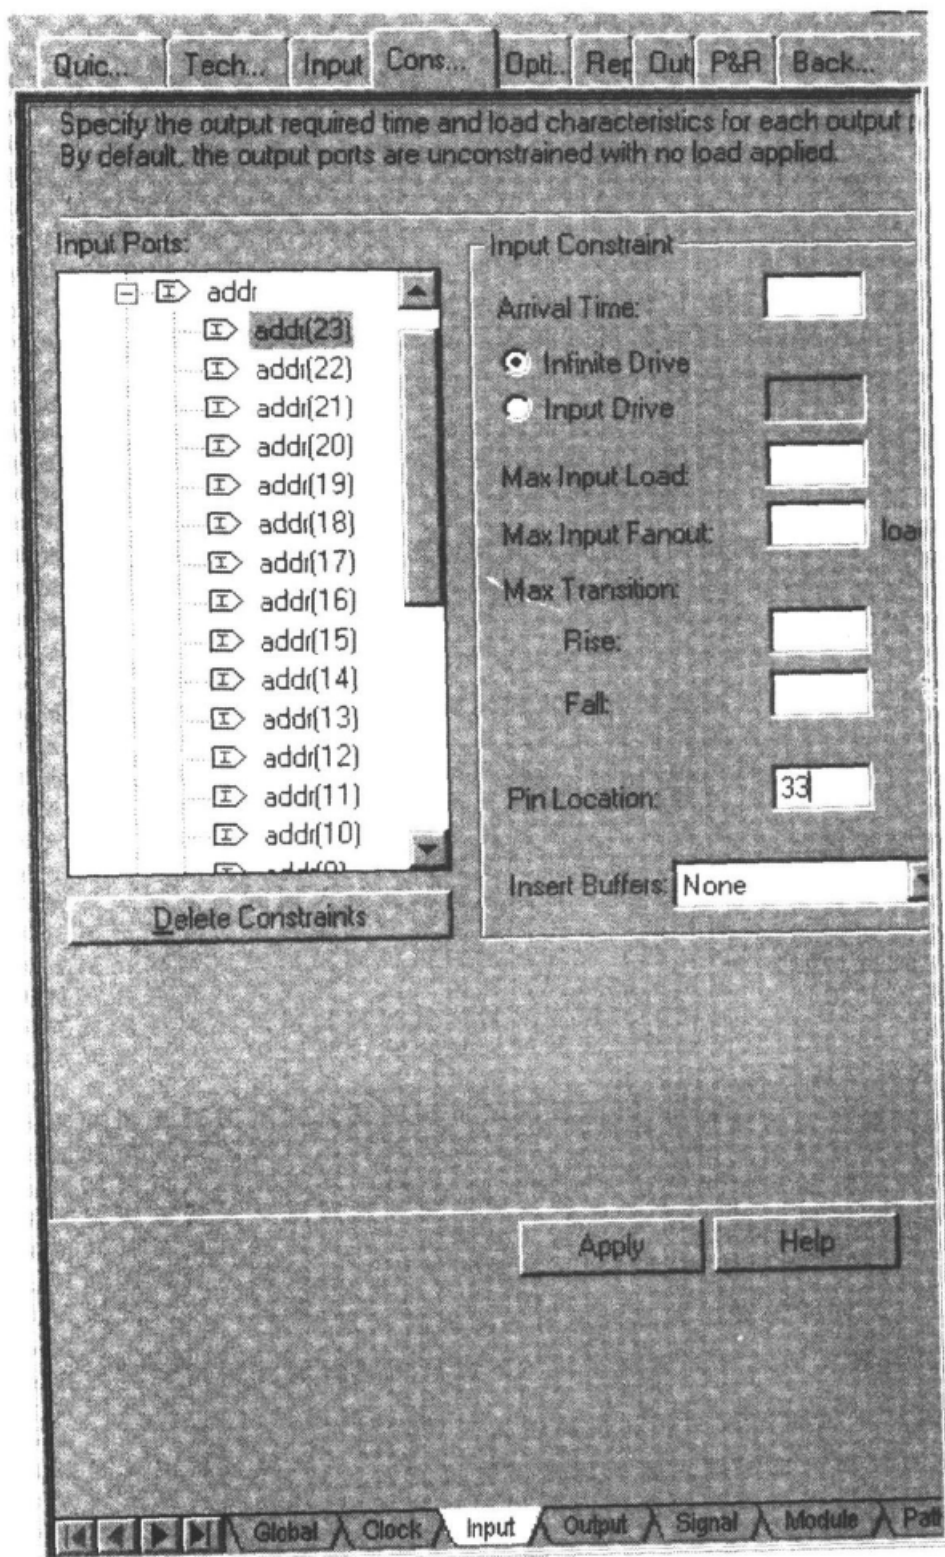 Quic... Tech... Input Cons... Opti.. Rep Out P&R Back...
Specify the output required time and load characteristics for each output
By default, the output ports are unconstrained with no load applied.
Input Ports:
addr
addr(23)
addr(22)
addr(21)
addr(20)
addr(19)
addr(18)
addr(17)
addr(16)
addr(15)
addr(14)
addr(13)
addr(12)
addr(11)
addr(10)
addr(9)
Delete Constraints
Input Constraint
Arrival Time:
Infinite Drive
Input Drive
Max Input Load:
Max Input Fanout: loa
Max Transition:
Rise:
Fall:
Pin Location: 33
Insert Buffers: None
Apply Help
Global Clock Input Output Signal Module Pat